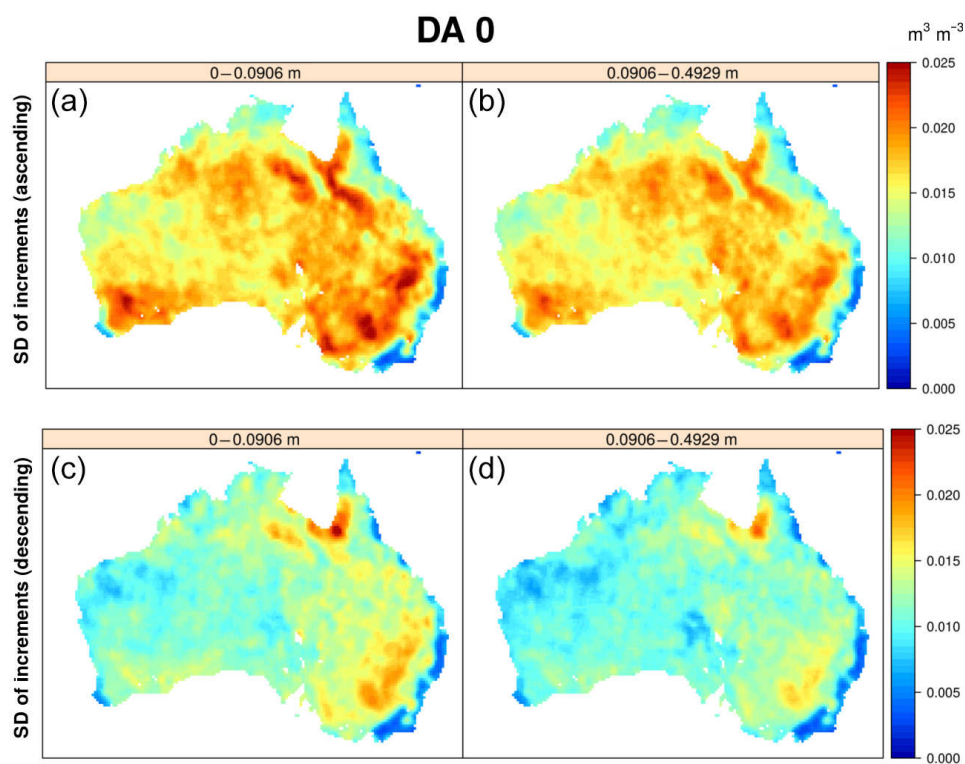 DA 0
m³ m⁻³
0−0.0906 m
0.0906−0.4929 m
(a)
(b)
SD of increments (ascending)
0.025
0.020
0.015
0.010
0.005
0.000
0−0.0906 m
0.0906−0.4929 m
(c)
(d)
SD of increments (descending)
0.025
0.020
0.015
0.010
0.005
0.000